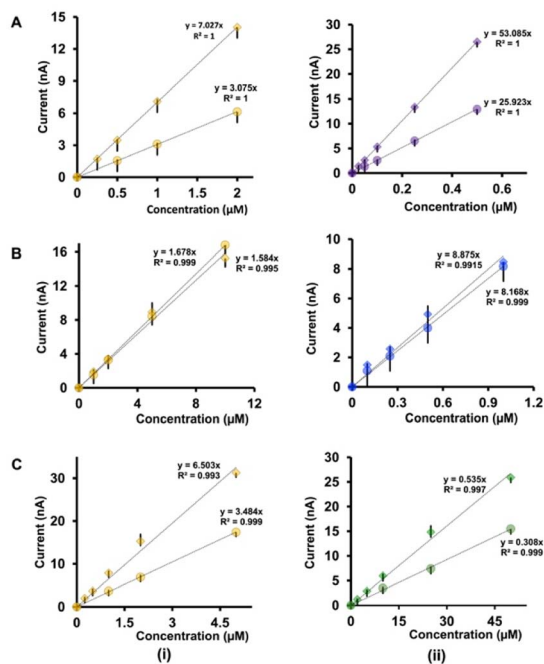 A
Current (nA)
15
12
9
6
3
0
y = 7.027x
R² = 1
y = 3.075x
R² = 1
0 0.5 1 1.5 2
Concentration (µM)
Current (nA)
30
25
20
15
10
5
0
y = 53.085x
R² = 1
y = 25.923x
R² = 1
0 0.2 0.4 0.6
Concentration (µM)
B
Current (nA)
16
12
8
4
0
y = 1.678x
R² = 0.999
y = 1.584x
R² = 0.995
0 4 8 12
Concentration (µM)
Current (nA)
10
8
6
4
2
0
y = 8.875x
R² = 0.9915
y = 8.168x
R² = 0.999
0 0.3 0.6 0.9 1.2
Concentration (µM)
C
Current (nA)
30
20
10
0
y = 6.503x
R² = 0.993
y = 3.484x
R² = 0.999
0 1.5 3 4.5
Concentration (µM)
(i)
Current (nA)
30
25
20
15
10
5
0
y = 0.535x
R² = 0.997
y = 0.308x
R² = 0.999
0 15 30 45
Concentration (µM)
(ii)